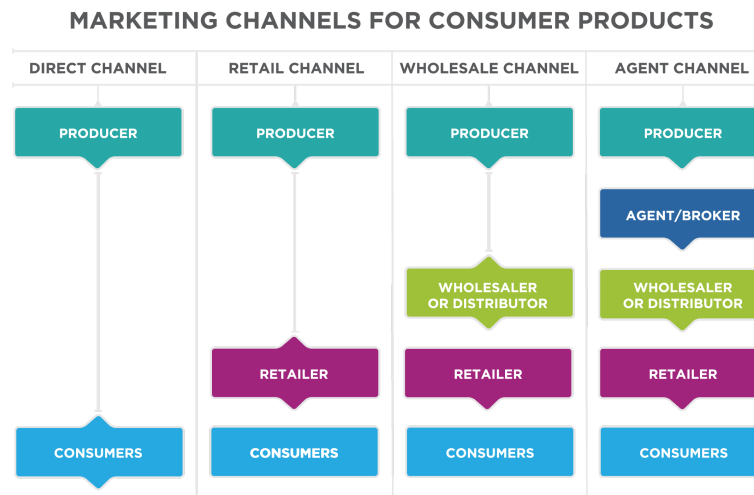 MARKETING CHANNELS FOR CONSUMER PRODUCTS
DIRECT CHANNEL
RETAIL CHANNEL
WHOLESALE CHANNEL
AGENT CHANNEL
PRODUCER
PRODUCER
PRODUCER
PRODUCER
AGENT/BROKER
WHOLESALER
OR DISTRIBUTOR
WHOLESALER
OR DISTRIBUTOR
RETAILER
RETAILER
RETAILER
CONSUMERS
CONSUMERS
CONSUMERS
CONSUMERS